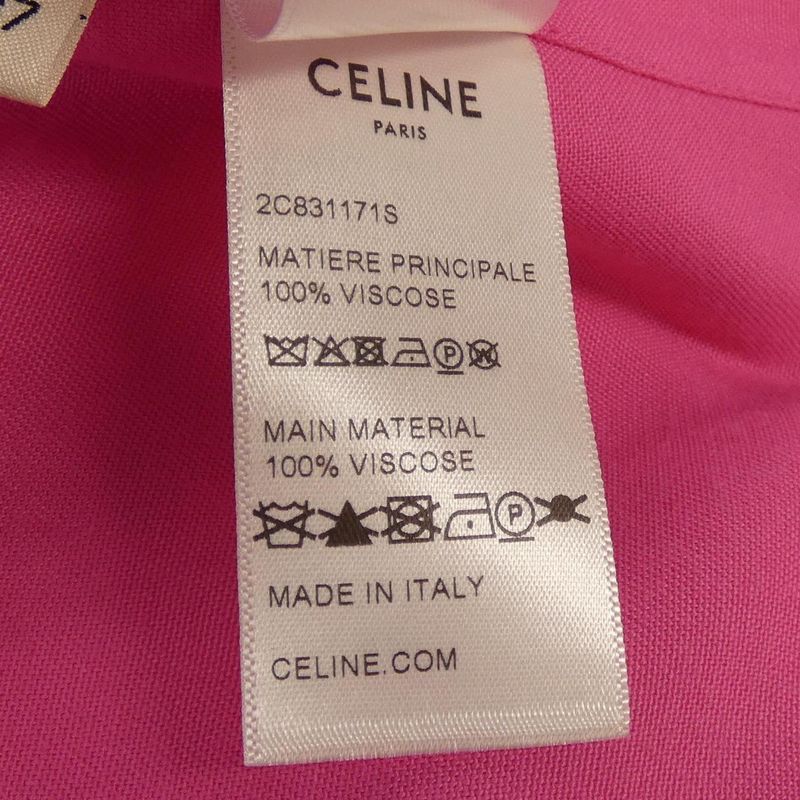 CELINE
PARIS
2C831171S
MATIERE PRINCIPALE
100% VISCOSE
MAIN MATERIAL
100% VISCOSE
MADE IN ITALY
CELINE.COM